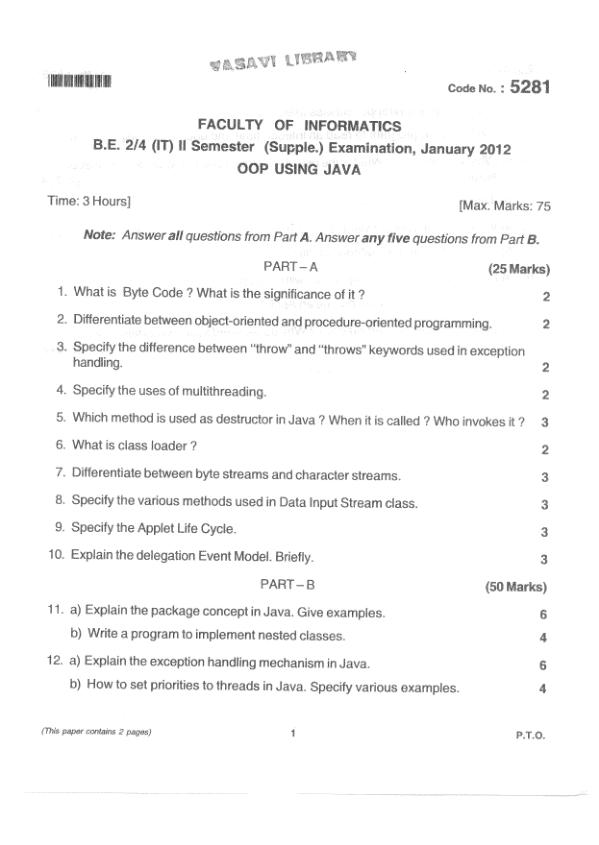 VASAVI LIBRARY
Code No. : 5281
FACULTY OF INFORMATICS
B.E. 2/4 (IT) II Semester (Supple.) Examination, January 2012
OOP USING JAVA
Time: 3 Hours] [Max. Marks: 75
Note: Answer all questions from Part A. Answer any five questions from Part B.
PART – A (25 Marks)
1. What is Byte Code ? What is the significance of it ? 2
2. Differentiate between object-oriented and procedure-oriented programming. 2
3. Specify the difference between "throw" and "throws" keywords used in exception
handling. 2
4. Specify the uses of multithreading. 2
5. Which method is used as destructor in Java ? When it is called ? Who invokes it ? 3
6. What is class loader ? 2
7. Differentiate between byte streams and character streams. 3
8. Specify the various methods used in Data Input Stream class. 3
9. Specify the Applet Life Cycle. 3
10. Explain the delegation Event Model. Briefly. 3
PART – B (50 Marks)
11. a) Explain the package concept in Java. Give examples. 6
b) Write a program to implement nested classes. 4
12. a) Explain the exception handling mechanism in Java. 6
b) How to set priorities to threads in Java. Specify various examples. 4
(This paper contains 2 pages) 1 P.T.O.